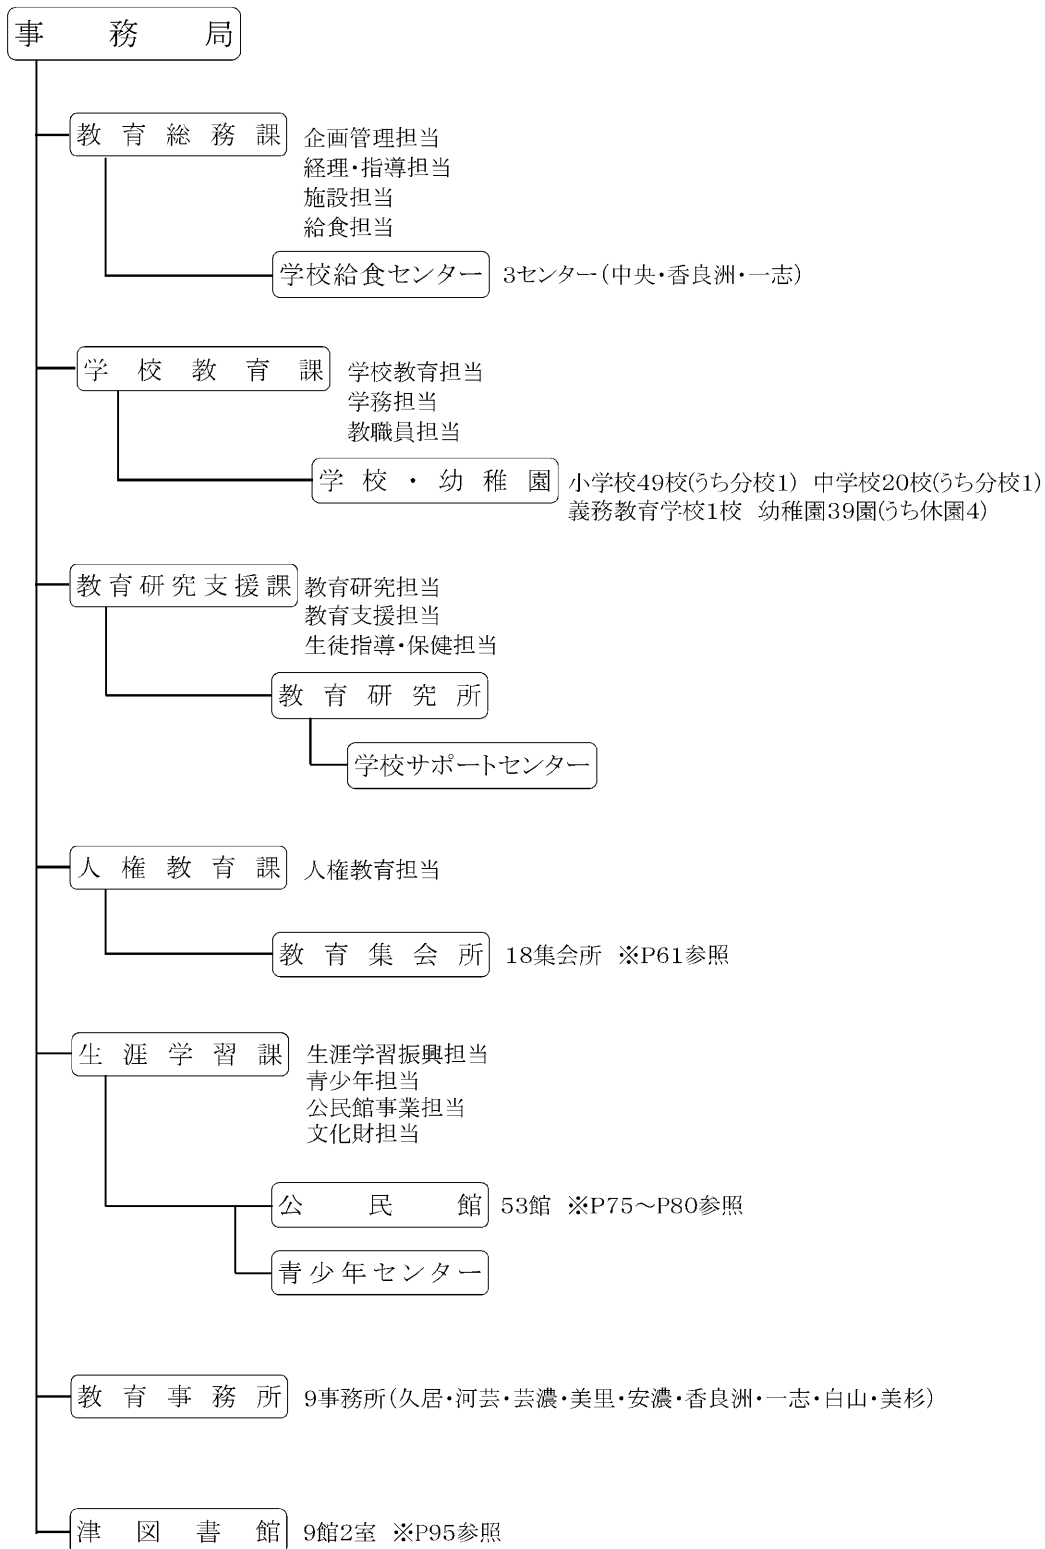 事務局
教育総務課
企画管理担当
経理・指導担当
施設担当
給食担当
学校給食センター
3センター(中央・香良洲・一志)
学校教育課
学校教育担当
学務担当
教職員担当
学校・幼稚園
小学校49校(うち分校1) 中学校20校(うち分校1)
義務教育学校1校 幼稚園39園(うち休園4)
教育研究支援課
教育研究担当
教育支援担当
生徒指導・保健担当
教育研究所
学校サポートセンター
人権教育課
人権教育担当
教育集会所
18集会所 ※P61参照
生涯学習課
生涯学習振興担当
青少年担当
公民館事業担当
文化財担当
公民館
53館 ※P75～P80参照
青少年センター
教育事務所
9事務所(久居・河芸・芸濃・美里・安濃・香良洲・一志・白山・美杉)
津図書館
9館2室 ※P95参照